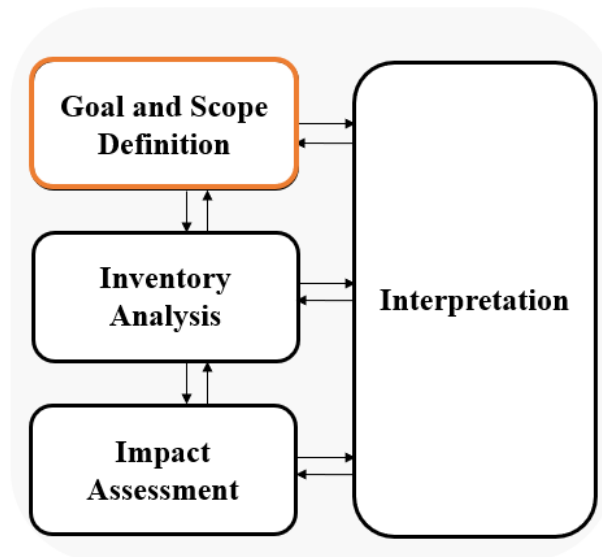 Goal and Scope
Definition
Inventory
Analysis
Interpretation
Impact
Assessment